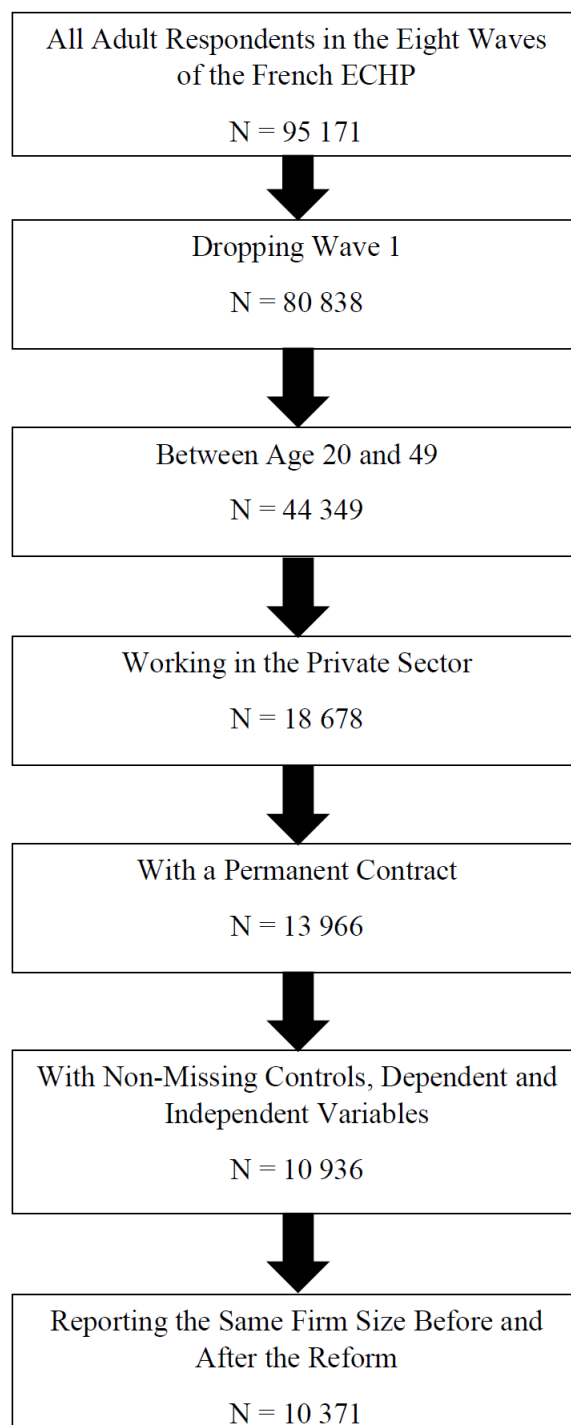 All Adult Respondents in the Eight Waves
of the French ECHP
N = 95 171
Dropping Wave 1
N = 80 838
Between Age 20 and 49
N = 44 349
Working in the Private Sector
N = 18 678
With a Permanent Contract
N = 13 966
With Non-Missing Controls, Dependent and
Independent Variables
N = 10 936
Reporting the Same Firm Size Before and
After the Reform
N = 10 371